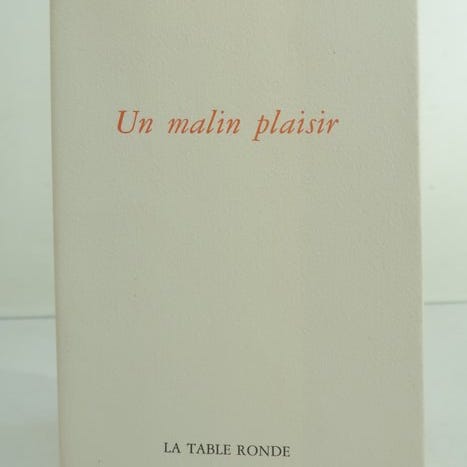 Un malin plaisir
LA TABLE RONDE